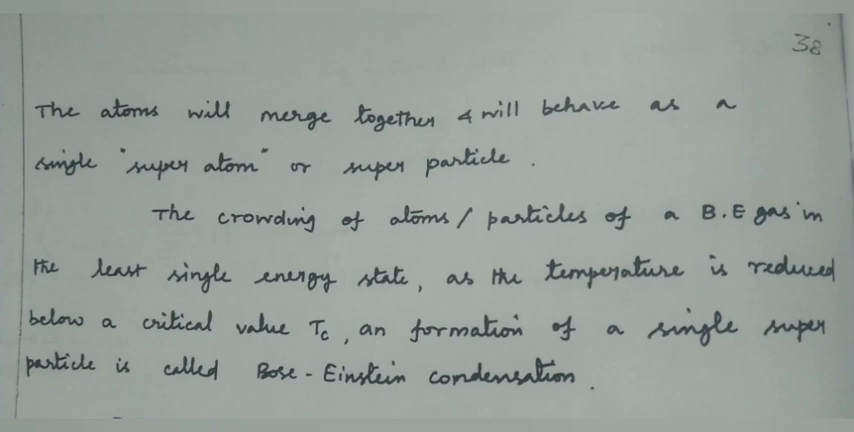 38
The atoms will merge together & will behave as a
single "super atom" or super particle.
The crowding of atoms / particles of a B.E gas in
the least single energy state, as the temperature is reduced
below a critical value Tc, an formation of a single super
particle is called Bose-Einstein condensation.